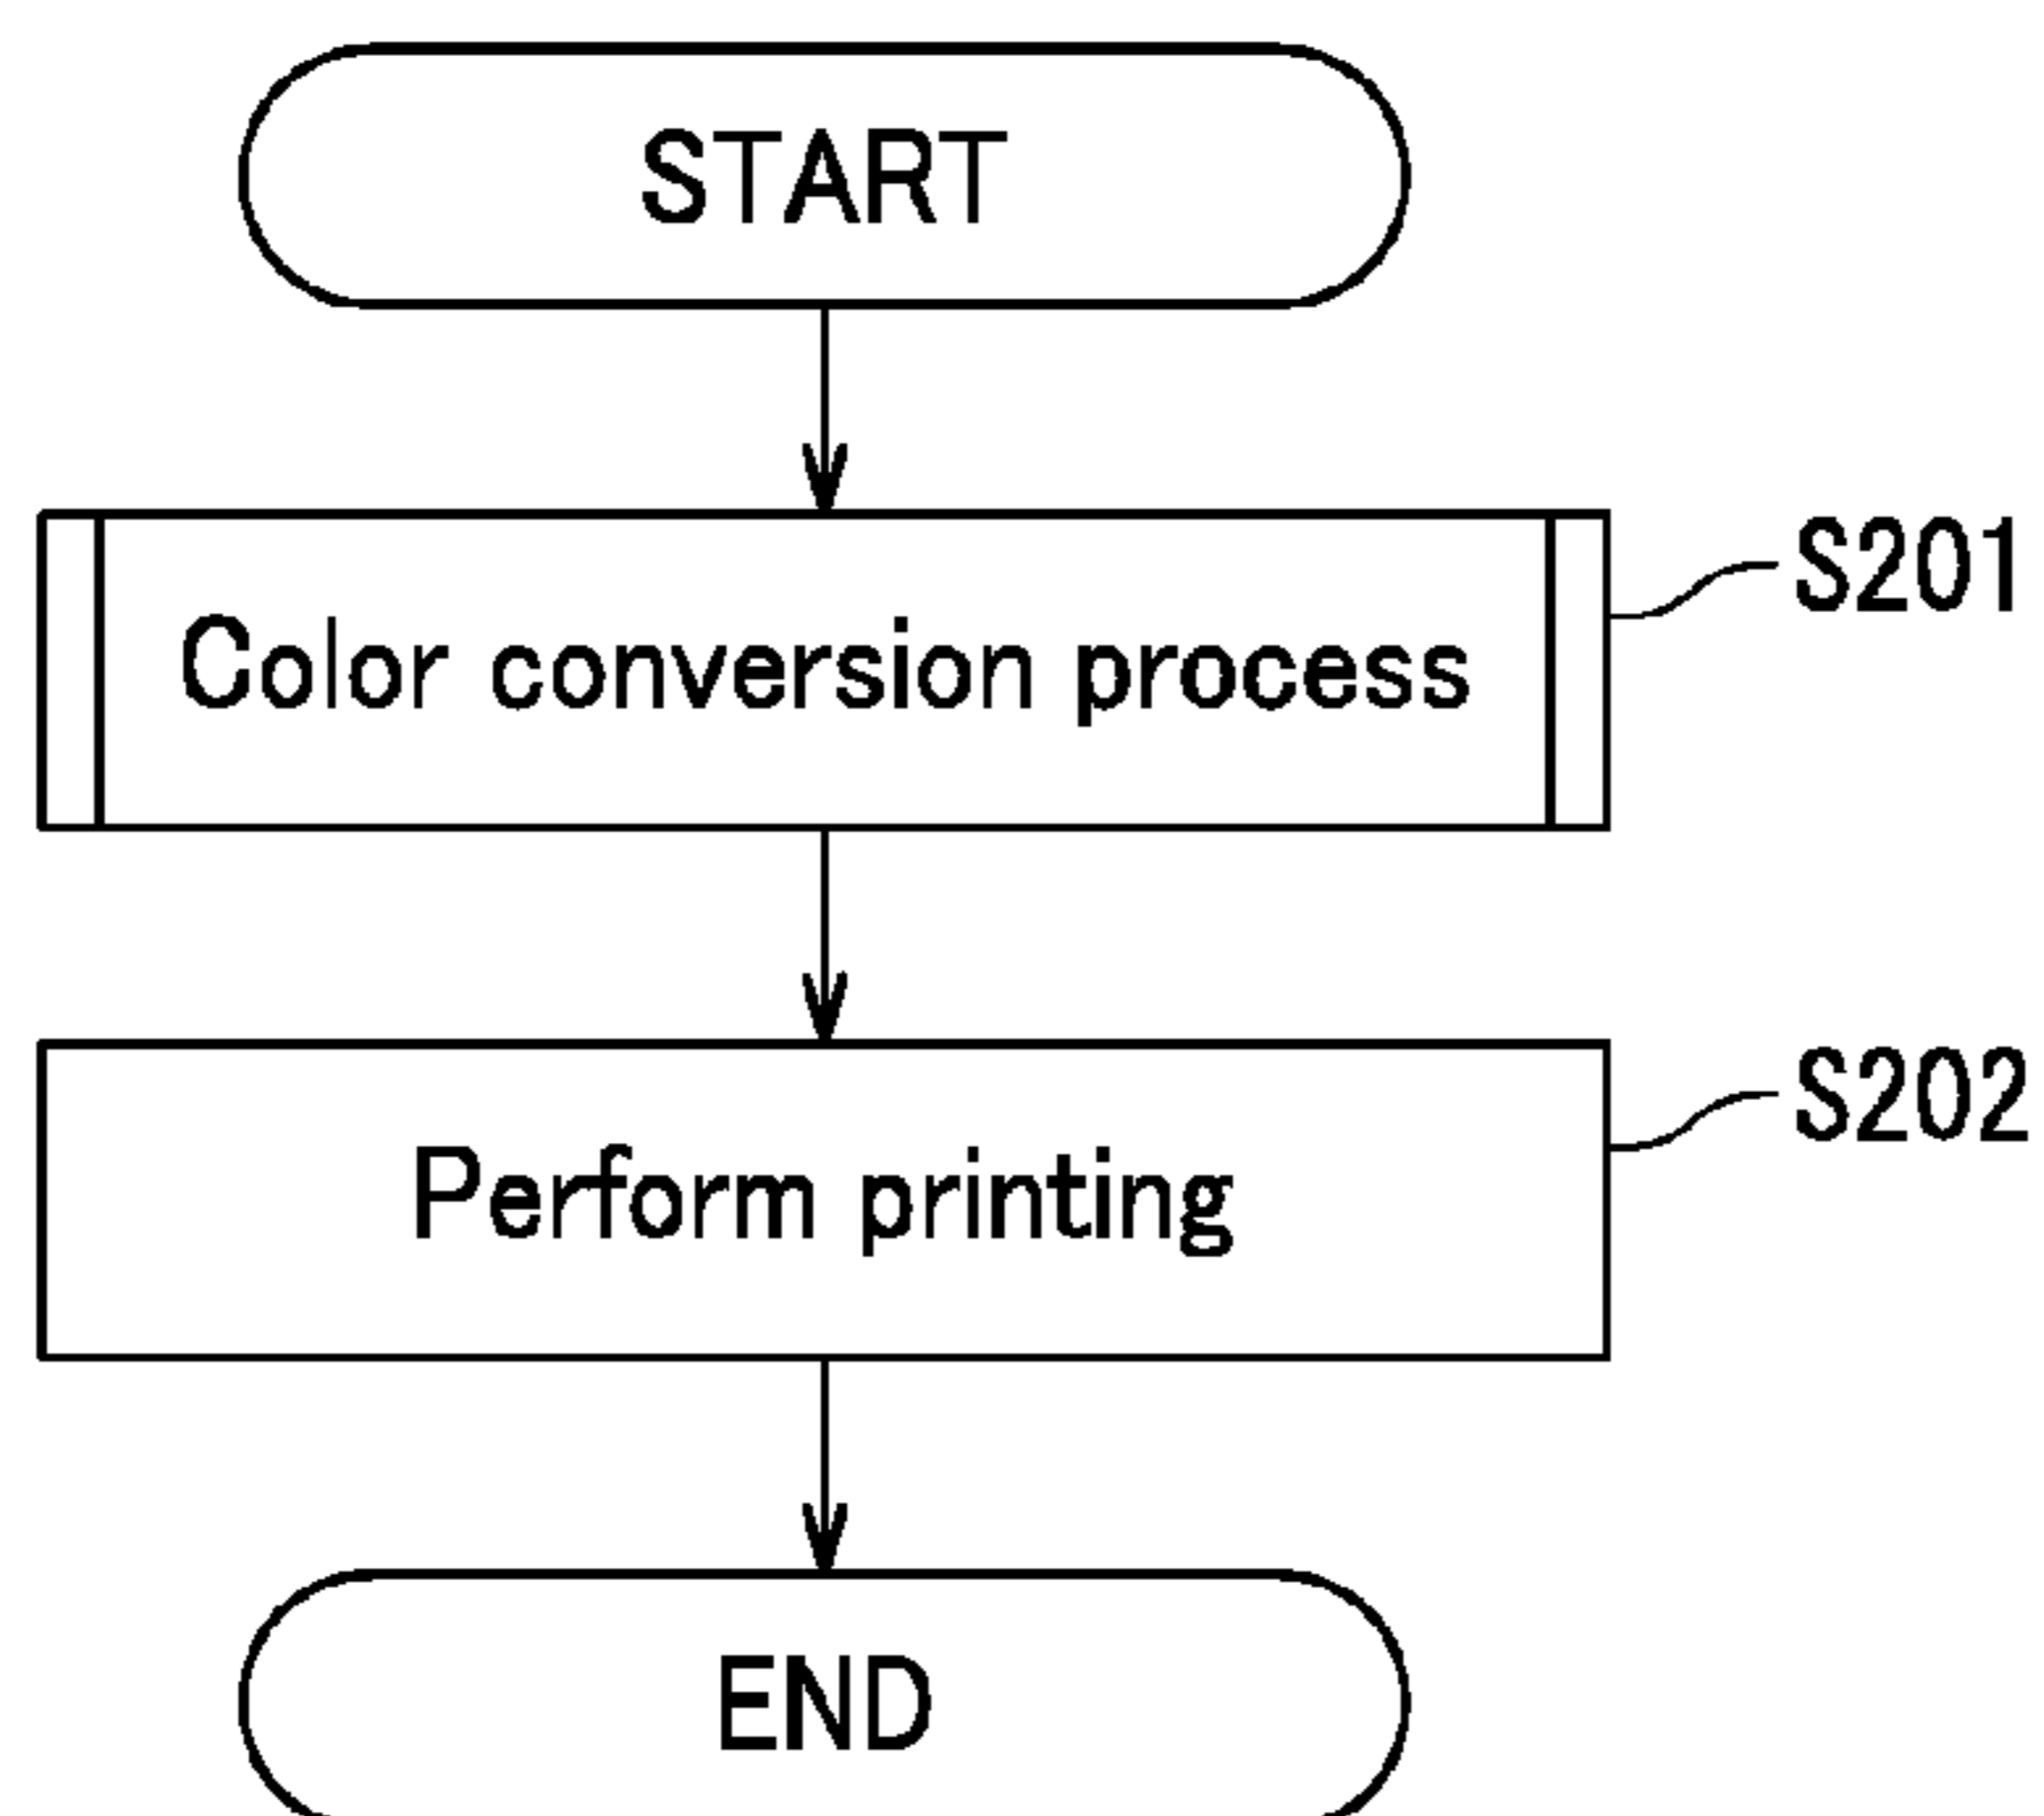 START
Color conversion process
S201
Perform printing
S202
END